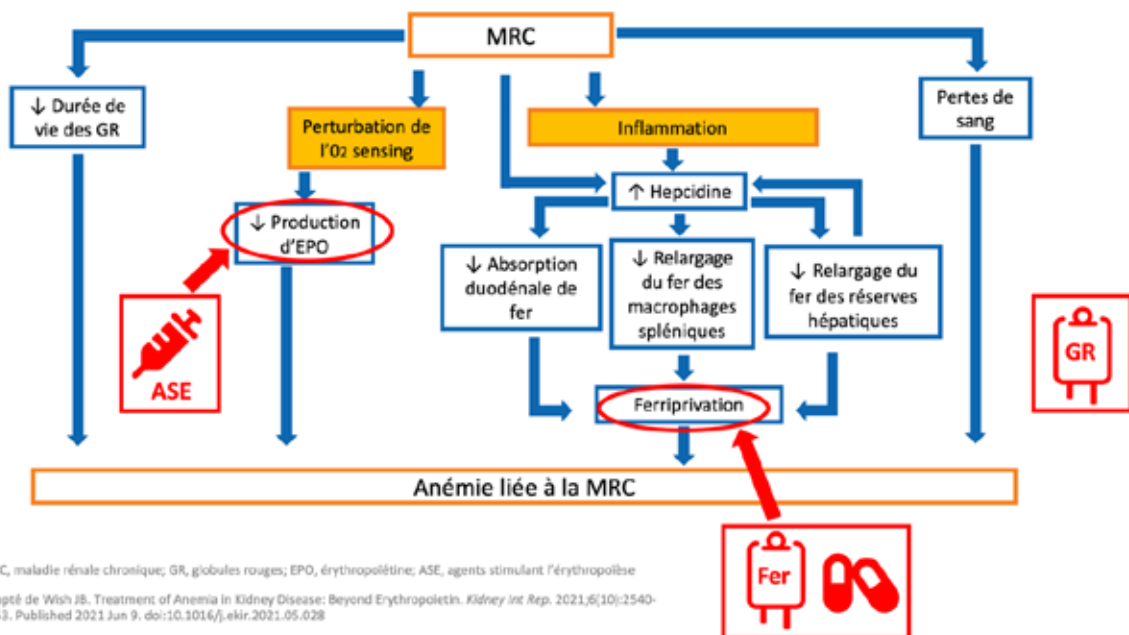 MRC
↓ Durée de
vie des GR
Perturbation de
l'O2 sensing
Inflammation
Pertes de
sang
↑ Hepcidine
↓ Production
d'EPO
↓ Absorption
duodénale de
fer
↓ Relargage
du fer des
macrophages
spléniques
↓ Relargage du
fer des réserves
hépatiques
ASE
GR
Ferriprivation
Anémie liée à la MRC
Fer
C, maladie rénale chronique; GR, globules rouges; EPO, érythropoïétine; ASE, agents stimulant l'érythropoïèse
pté de Wish JB. Treatment of Anemia in Kidney Disease: Beyond Erythropoietin. Kidney Int Rep. 2021;6(10):2540-
3. Published 2021 Jun 9. doi:10.1016/j.ekir.2021.05.028